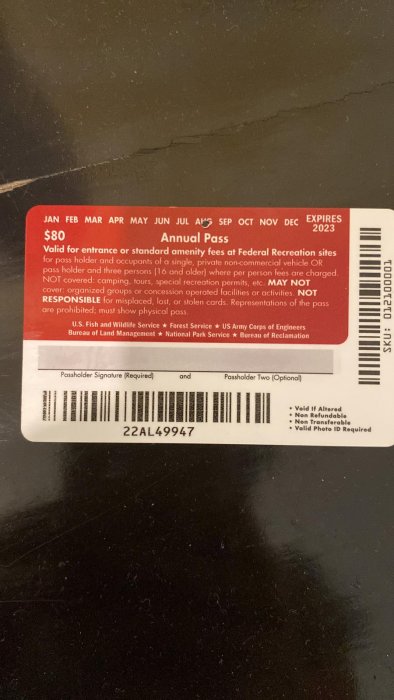 JAN FEB MAR APR MAY JUN JUL AUG SEP OCT NOV DEC EXPIRES
2023
$80
Annual Pass
Valid for entrance or standard amenity fees at Federal Recreation sites
for pass holder and occupants of a single, private non-commercial vehicle OR
pass holder and three persons (16 and older) where per person fees are charged.
NOT covered: camping, tours, special recreation permits, etc. MAY NOT
cover: organized groups or concession operated facilities or activities. NOT
RESPONSIBLE for misplaced, lost, or stolen cards. Representations of the pass
are prohibited; must show physical pass.
U.S. Fish and Wildlife Service ★ Forest Service ★ US Army Corps of Engineers
Bureau of Land Management ★ National Park Service ★ Bureau of Reclamation
Passholder Signature (Required) and Passholder Two (Optional)
22AL49947
• Void If Altered
• Non Refundable
• Non Transferable
• Valid Photo ID Required
SKU: 012100001